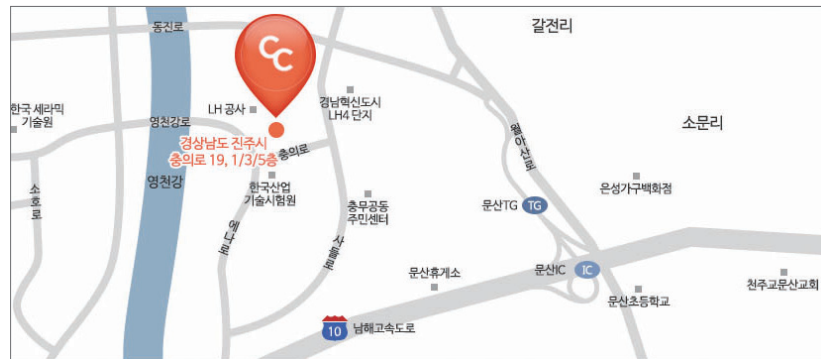 동진로
갈전리
CC
LH 공사
경남혁신도시
LH4 단지
한국 세라믹
기술원
영천강로
월아산로
소문리
경상남도 진주시
충의로 19, 1/3/5층
충의로
영천강
한국산업
기술시험원
은성가구백화점
소호로
충무공동
주민센터
문산TG
TG
에나로
사들로
문산휴게소
문산IC
IC
천주교문산교회
문산초등학교
10
남해고속도로